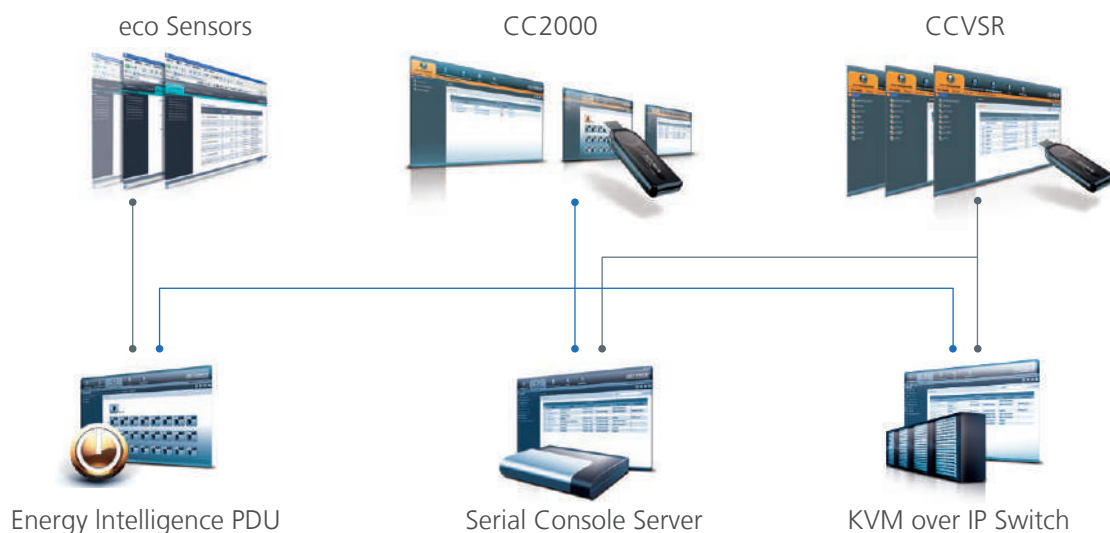 eco Sensors
CC2000
CCVSR
Energy Intelligence PDU
Serial Console Server
KVM over IP Switch